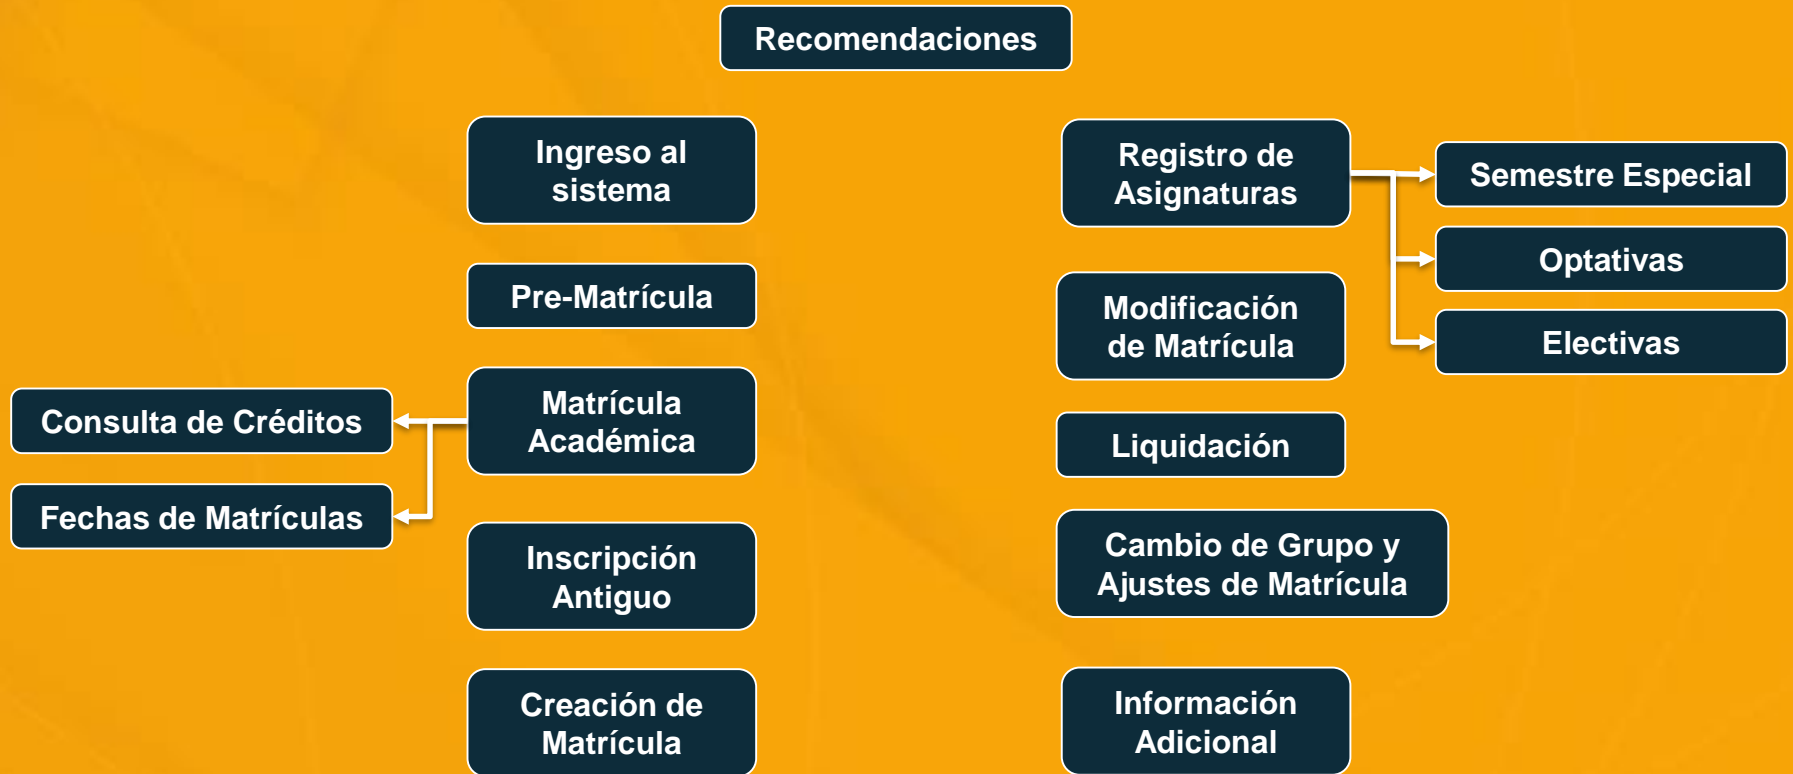 Recomendaciones
Ingreso al
sistema
Pre-Matrícula
Matrícula
Académica
Consulta de Créditos
Fechas de Matrículas
Inscripción
Antiguo
Creación de
Matrícula
Registro de
Asignaturas
Semestre Especial
Optativas
Electivas
Modificación
de Matrícula
Liquidación
Cambio de Grupo y
Ajustes de Matrícula
Información
Adicional